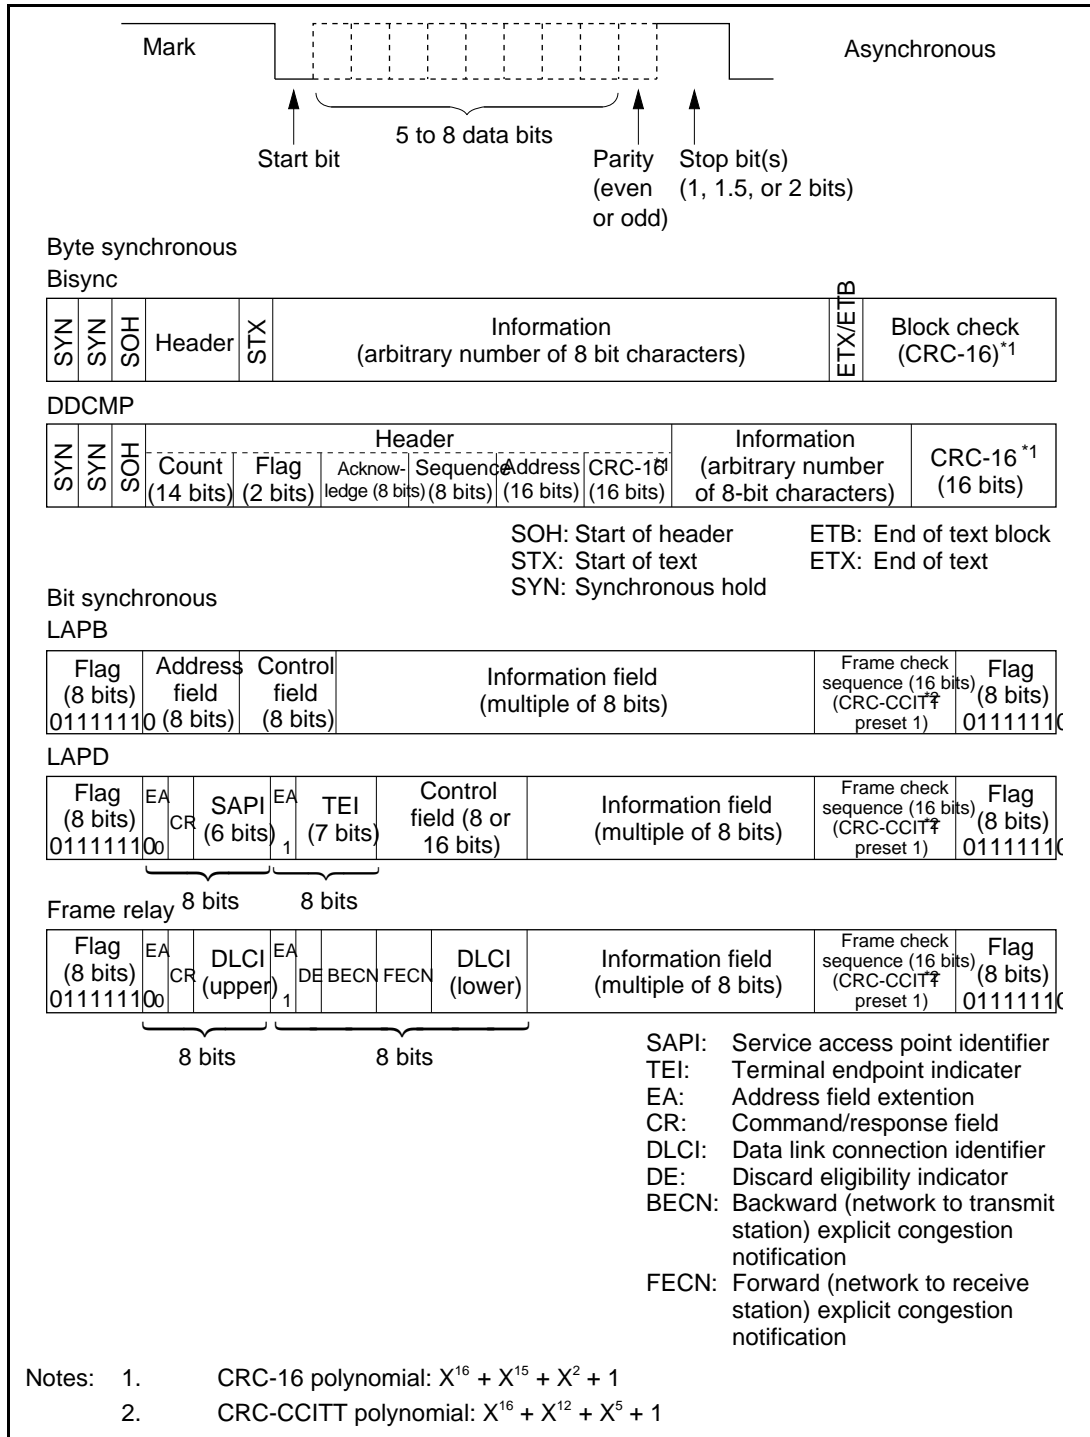 Mark
Asynchronous
5 to 8 data bits
Start bit
Parity
(even
or odd)
Stop bit(s)
(1, 1.5, or 2 bits)
Byte synchronous
Bisync
SYN
SYN
SOH
Header
STX
Information
(arbitrary number of 8 bit characters)
ETX/ETB
Block check
(CRC-16)*1
DDCMP
SYN
SYN
SOH
Header
Count
(14 bits)
Flag
(2 bits)
Acknow-
ledge (8 bits)
Sequence
(8 bits)
Address
(16 bits)
CRC-16*1
(16 bits)
Information
(arbitrary number
of 8-bit characters)
CRC-16*1
(16 bits)
SOH: Start of header
STX: Start of text
SYN: Synchronous hold
ETB: End of text block
ETX: End of text
Bit synchronous
LAPB
Flag
(8 bits)
01111110
Address
field
(8 bits)
Control
field
(8 bits)
Information field
(multiple of 8 bits)
Frame check
sequence (16 bits)
(CRC-CCITT*2
preset 1)
Flag
(8 bits)
01111110
LAPD
Flag
(8 bits)
01111110
EA
0
CR
SAPI
(6 bits)
EA
1
TEI
(7 bits)
Control
field (8 or
16 bits)
Information field
(multiple of 8 bits)
Frame check
sequence (16 bits)
(CRC-CCITT*2
preset 1)
Flag
(8 bits)
01111110
8 bits
8 bits
Frame relay
Flag
(8 bits)
01111110
EA
0
CR
DLCI
(upper)
EA
1
DE
BECN
FECN
DLCI
(lower)
Information field
(multiple of 8 bits)
Frame check
sequence (16 bits)
(CRC-CCITT*2
preset 1)
Flag
(8 bits)
01111110
8 bits
8 bits
SAPI: Service access point identifier
TEI: Terminal endpoint indicater
EA: Address field extention
CR: Command/response field
DLCI: Data link connection identifier
DE: Discard eligibility indicator
BECN: Backward (network to transmit
station) explicit congestion
notification
FECN: Forward (network to receive
station) explicit congestion
notification
Notes: 1. CRC-16 polynomial: X¹⁶ + X¹⁵ + X² + 1
2. CRC-CCITT polynomial: X¹⁶ + X¹² + X⁵ + 1